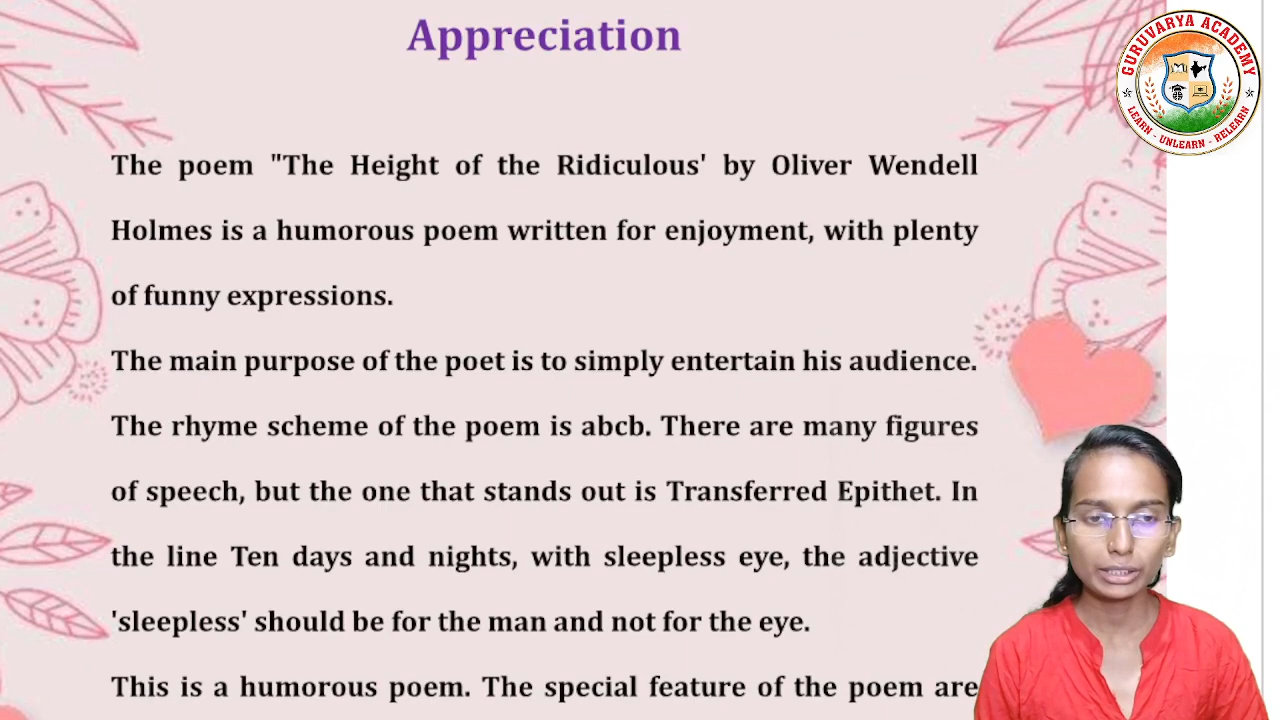 Appreciation
GURUVARYA ACADEMY
LEARN - UNLEARN - RELEARN
The poem "The Height of the Ridiculous' by Oliver Wendell
Holmes is a humorous poem written for enjoyment, with plenty
of funny expressions.
The main purpose of the poet is to simply entertain his audience.
The rhyme scheme of the poem is abcb. There are many figures
of speech, but the one that stands out is Transferred Epithet. In
the line Ten days and nights, with sleepless eye, the adjective
'sleepless' should be for the man and not for the eye.
This is a humorous poem. The special feature of the poem are